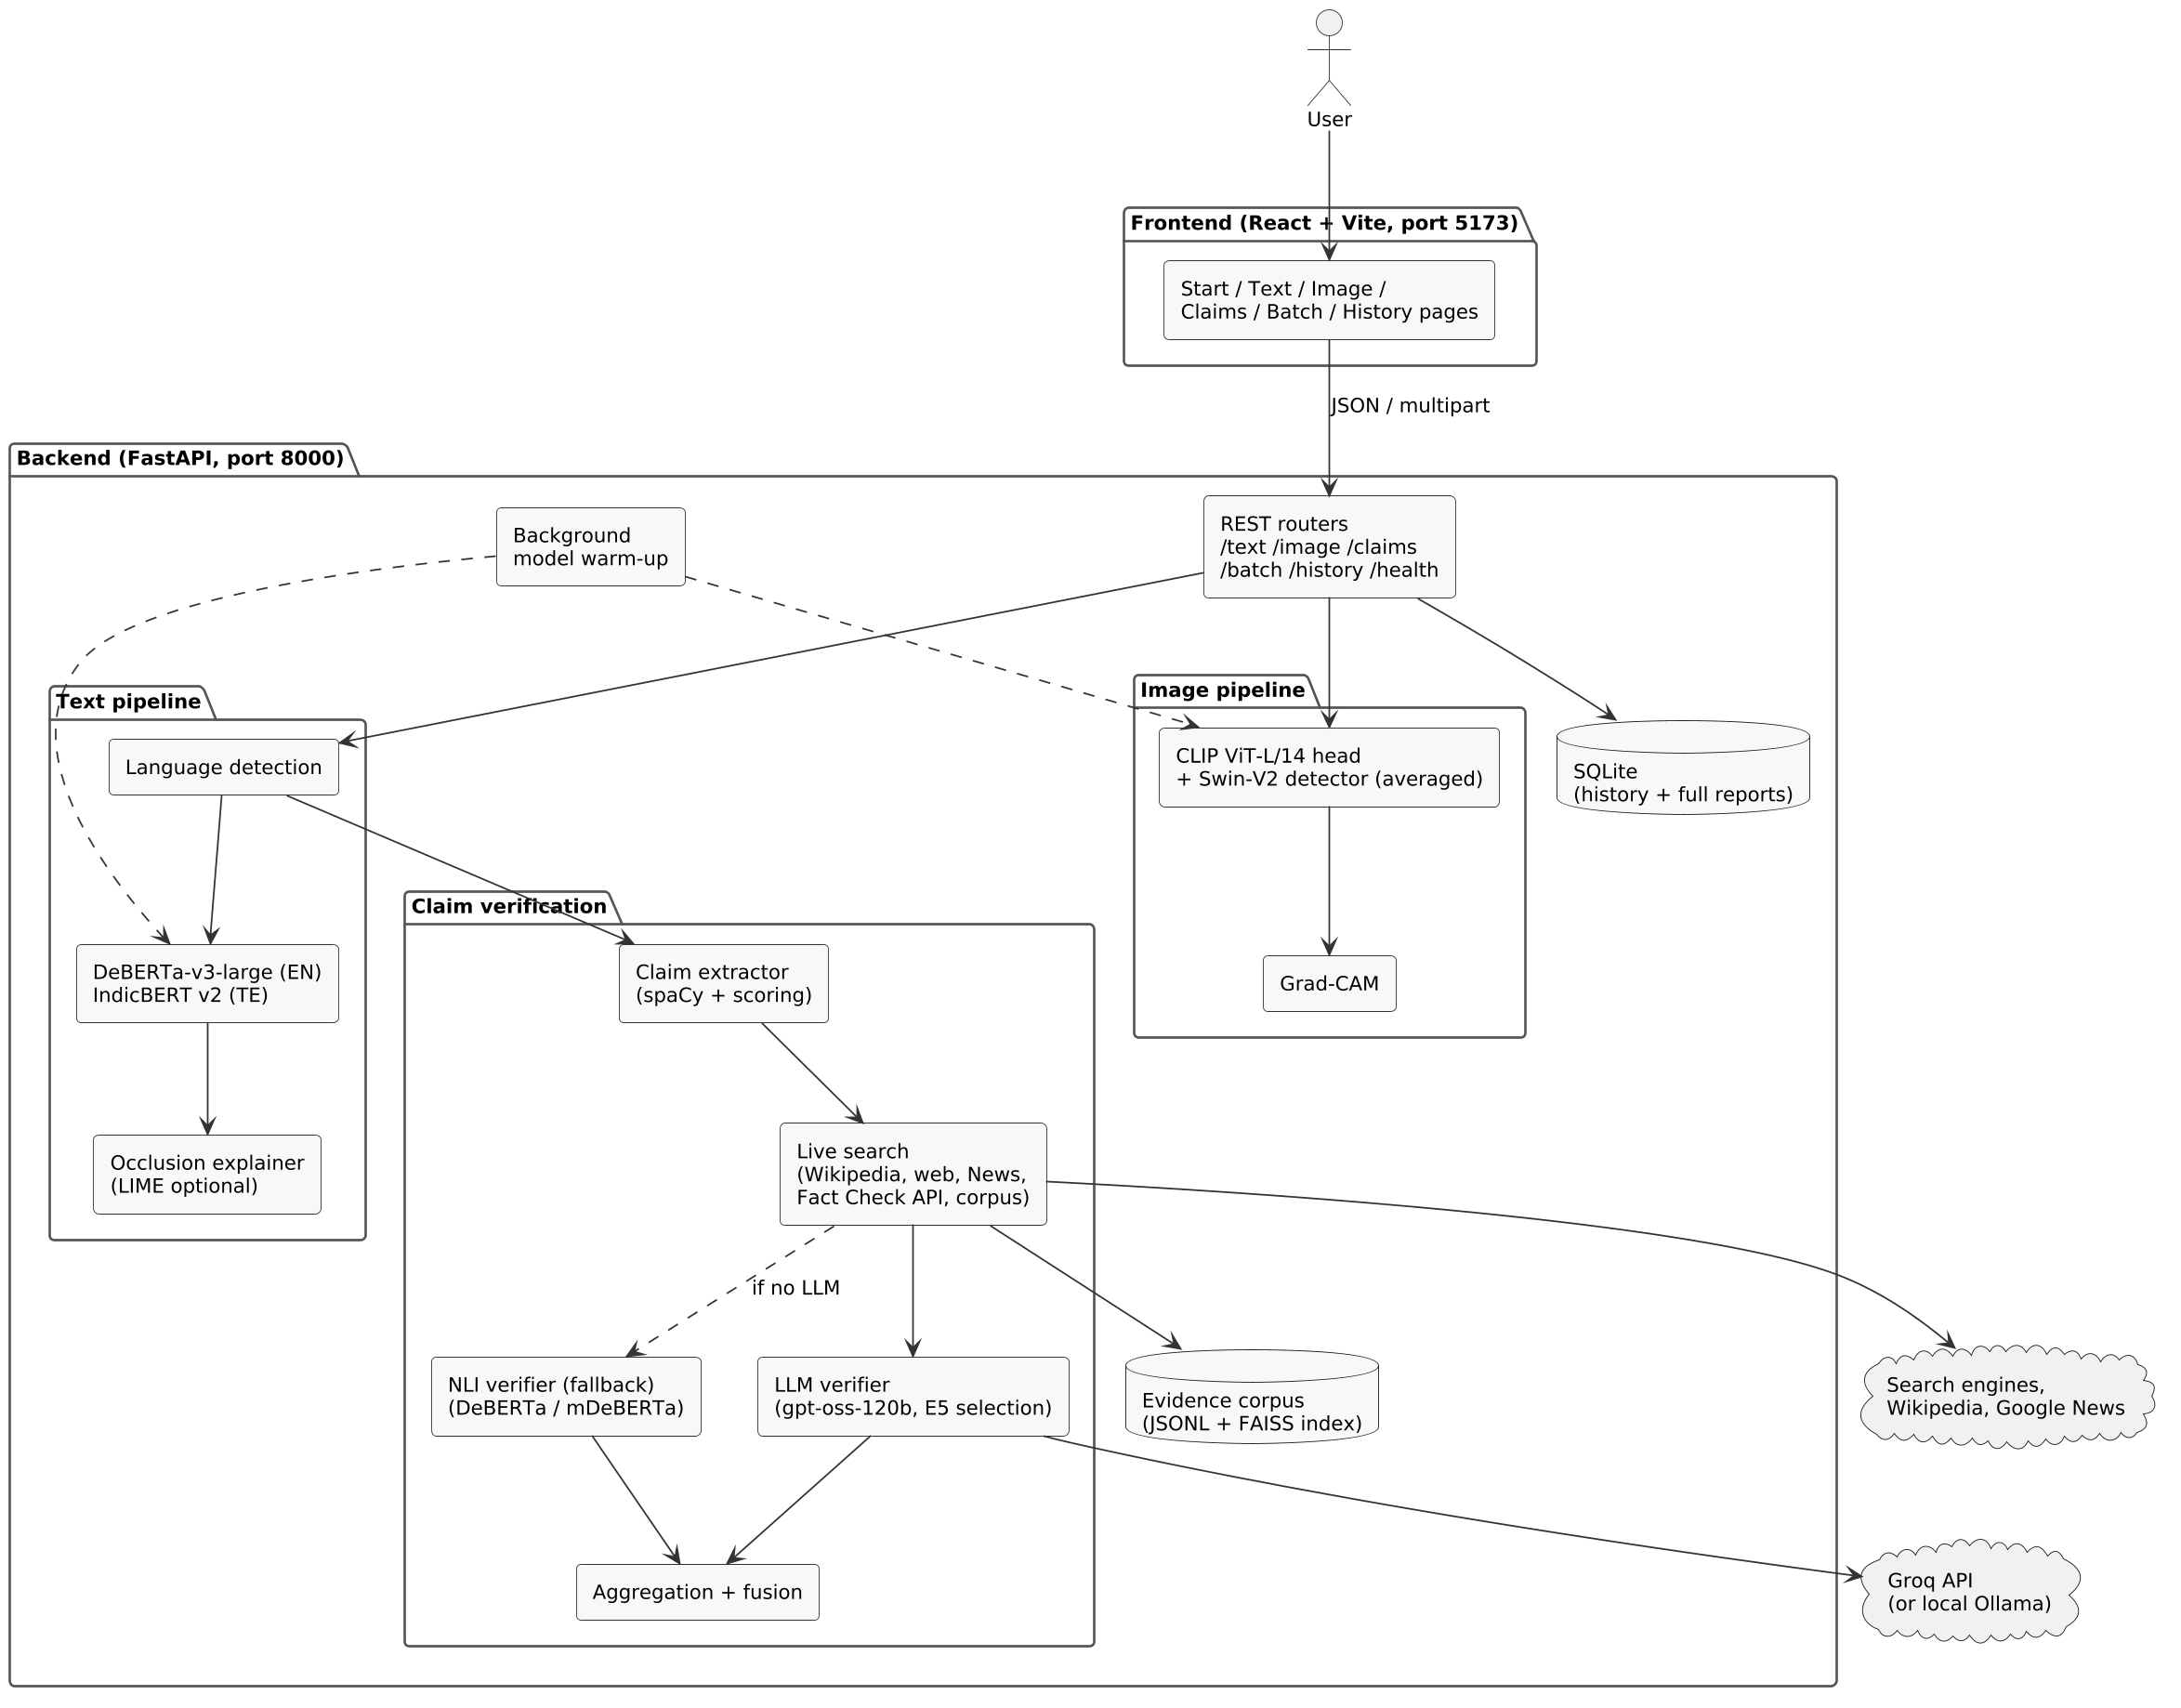 User
Frontend (React + Vite, port 5173)
Start / Text / Image /
Claims / Batch / History pages
JSON / multipart
Backend (FastAPI, port 8000)
Background
model warm-up
REST routers
/text /image /claims
/batch /history /health
Text pipeline
Language detection
Image pipeline
CLIP ViT-L/14 head
+ Swin-V2 detector (averaged)
SQLite
(history + full reports)
Claim verification
DeBERTa-v3-large (EN)
IndicBERT v2 (TE)
Claim extractor
(spaCy + scoring)
Grad-CAM
Occlusion explainer
(LIME optional)
Live search
(Wikipedia, web, News,
Fact Check API, corpus)
if no LLM
NLI verifier (fallback)
(DeBERTa / mDeBERTa)
LLM verifier
(gpt-oss-120b, E5 selection)
Evidence corpus
(JSONL + FAISS index)
Search engines,
Wikipedia, Google News
Aggregation + fusion
Groq API
(or local Ollama)